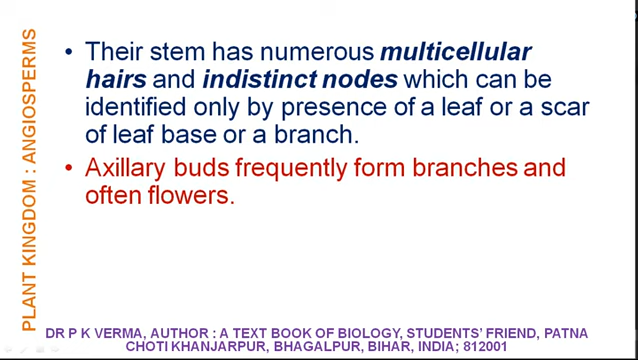 PLANT KINGDOM : ANGIOSPERMS
• Their stem has numerous multicellular
hairs and indistinct nodes which can be
identified only by presence of a leaf or a scar
of leaf base or a branch.
• Axillary buds frequently form branches and
often flowers.
DR P K VERMA, AUTHOR : A TEXT BOOK OF BIOLOGY, STUDENTS' FRIEND, PATNA
CHOTI KHANJARPUR, BHAGALPUR, BIHAR, INDIA; 812001